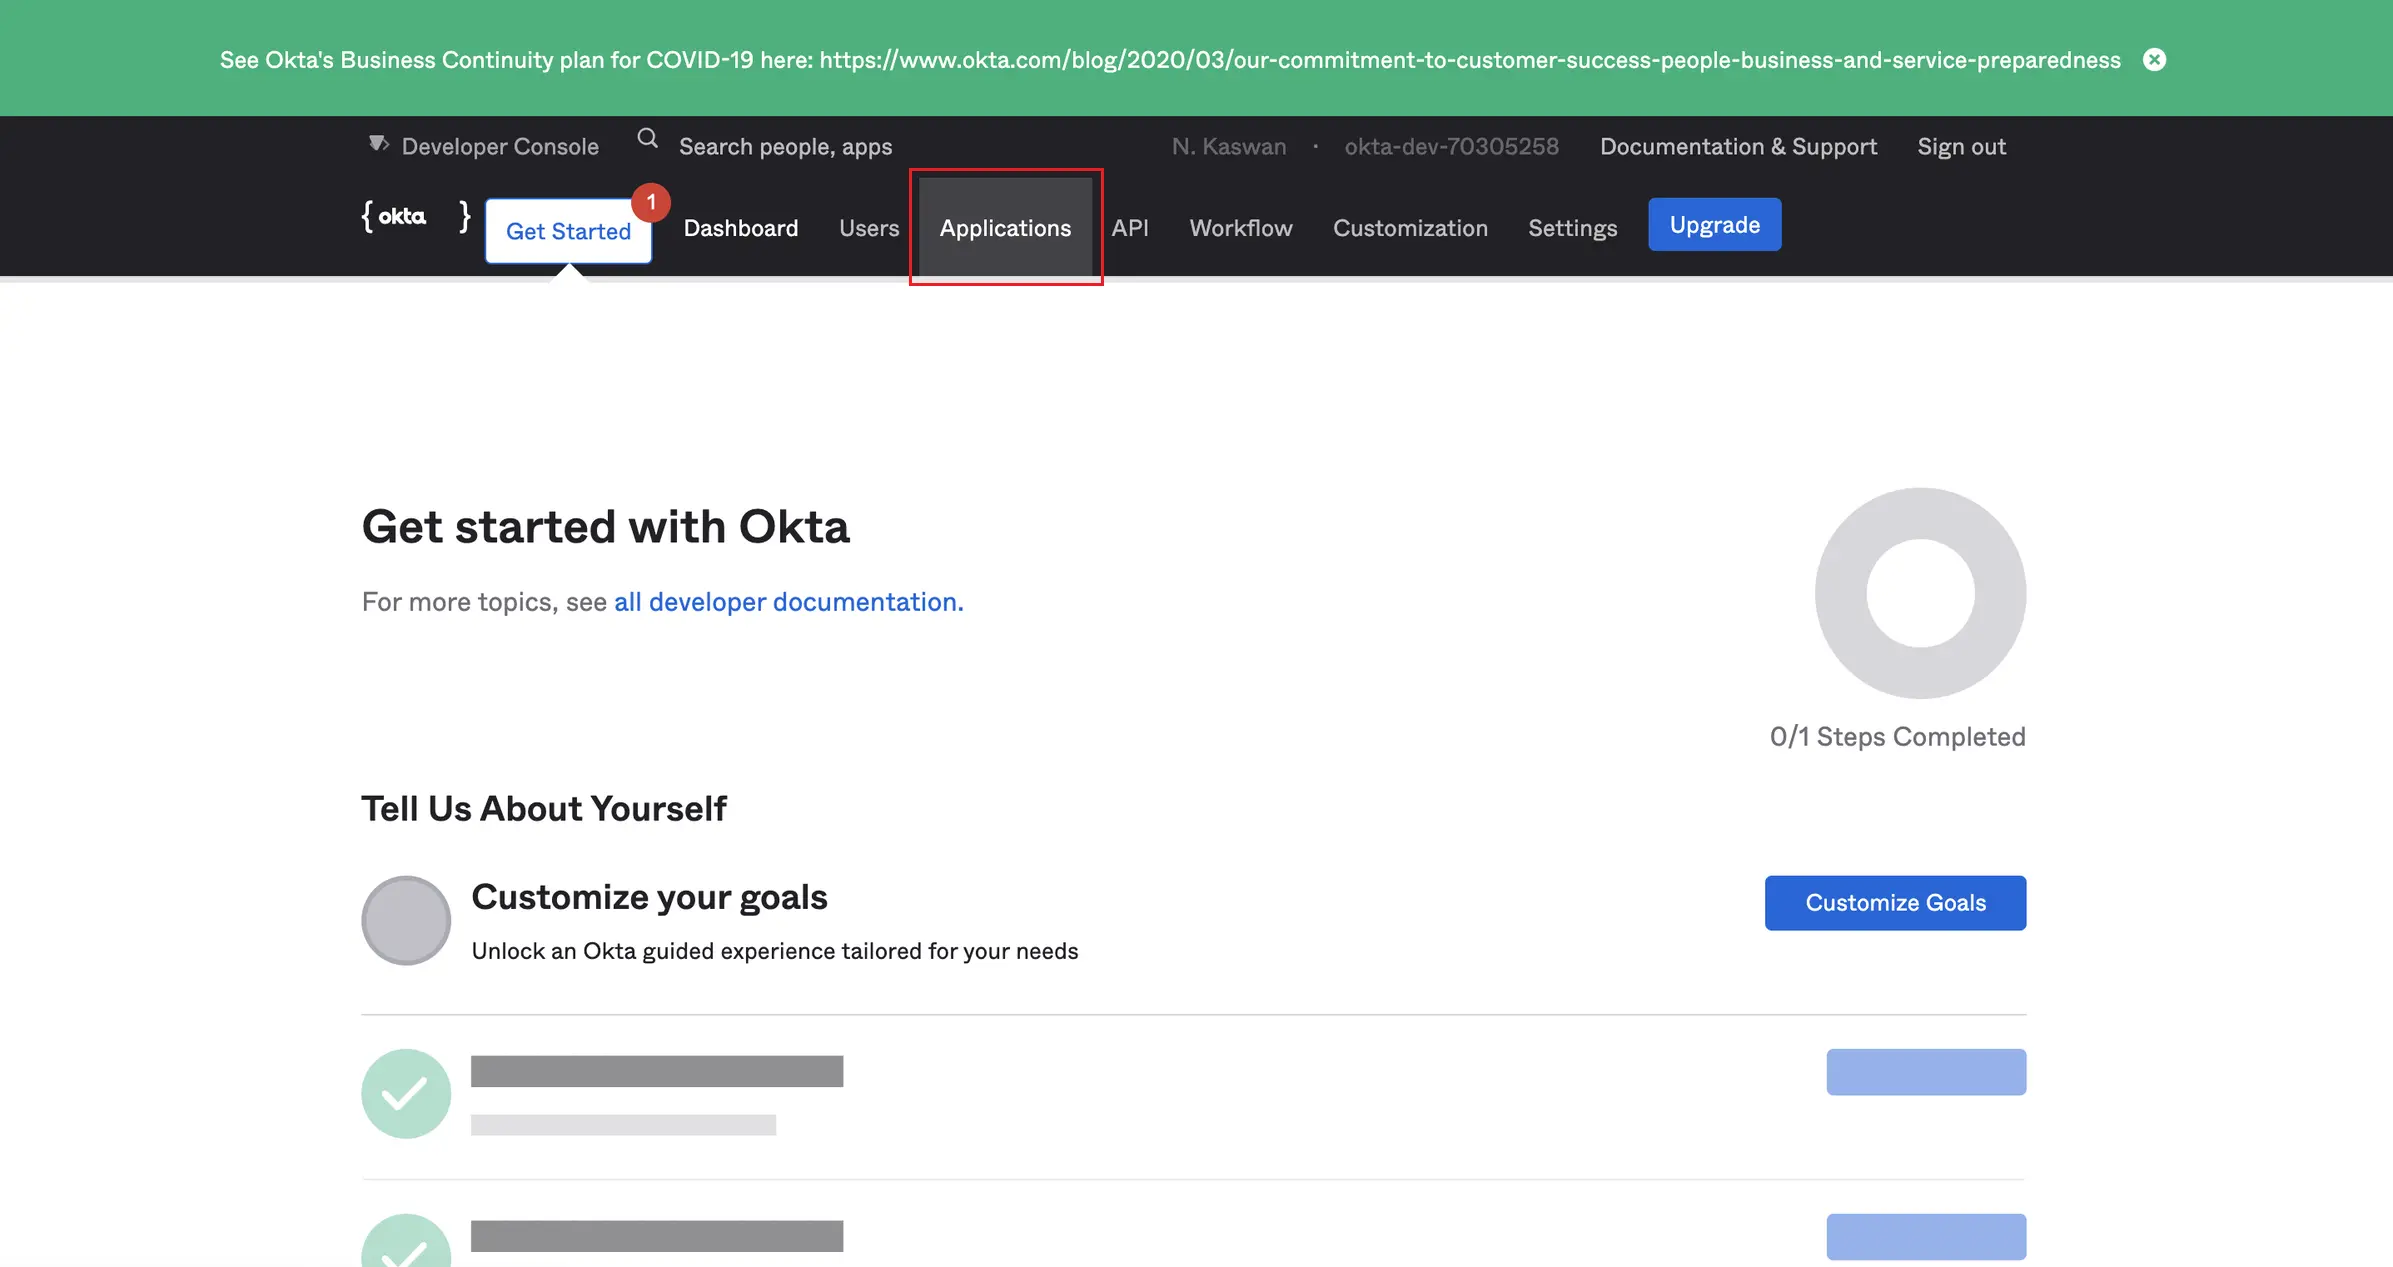 See Okta's Business Continuity plan for COVID-19 here: https://www.okta.com/blog/2020/03/our-commitment-to-customer-success-people-business-and-service-preparedness
Developer Console Search people, apps N. Kaswan · okta-dev-70305258 Documentation & Support Sign out
{ okta } Get Started 1 Dashboard Users Applications API Workflow Customization Settings Upgrade
Get started with Okta
For more topics, see all developer documentation.
0/1 Steps Completed
Tell Us About Yourself
Customize your goals
Customize Goals
Unlock an Okta guided experience tailored for your needs